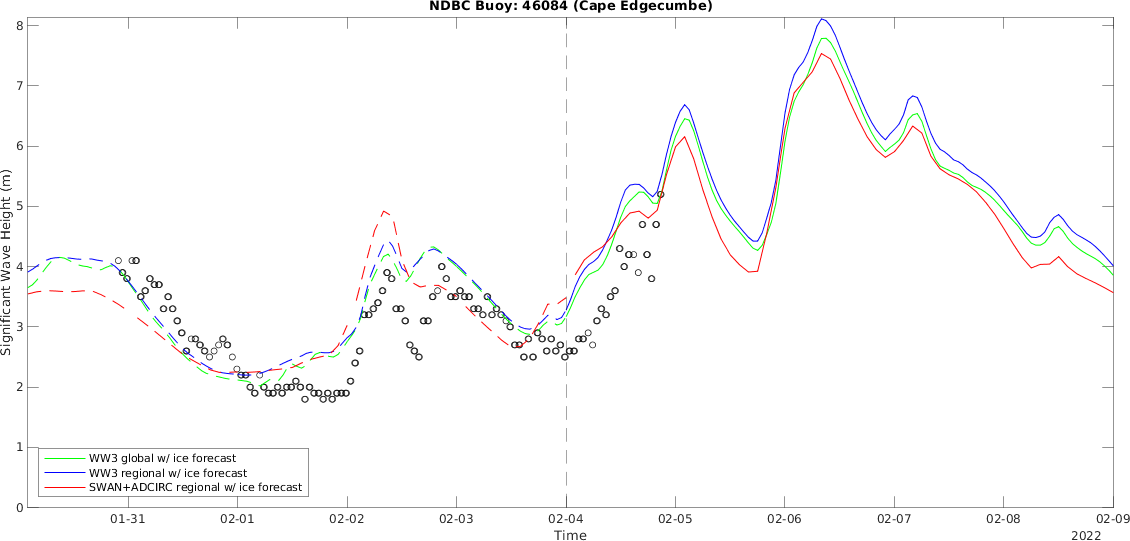 NDBC Buoy: 46084 (Cape Edgecumbe)
8
7
6
5
4
3
2
1
0
Significant Wave Height (m)
WW3 global w/ ice forecast
WW3 regional w/ ice forecast
SWAN+ADCIRC regional w/ ice forecast
01-31 02-01 02-02 02-03 02-04 02-05 02-06 02-07 02-08 02-09
Time
2022